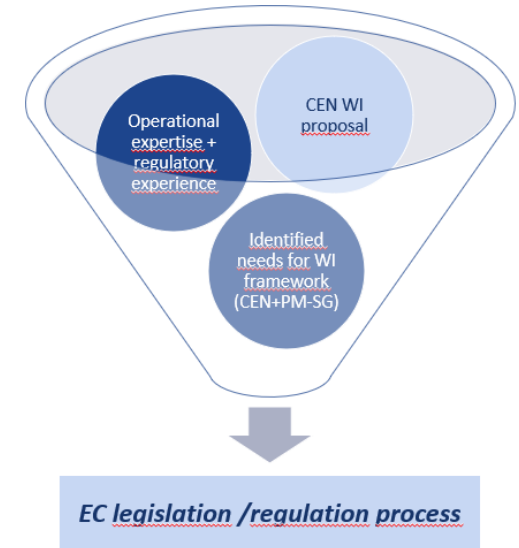 Operational
expertise +
regulatory
experience
CEN WI
proposal
Identified
needs for WI
framework
(CEN+PM-SG)
EC legislation /regulation process